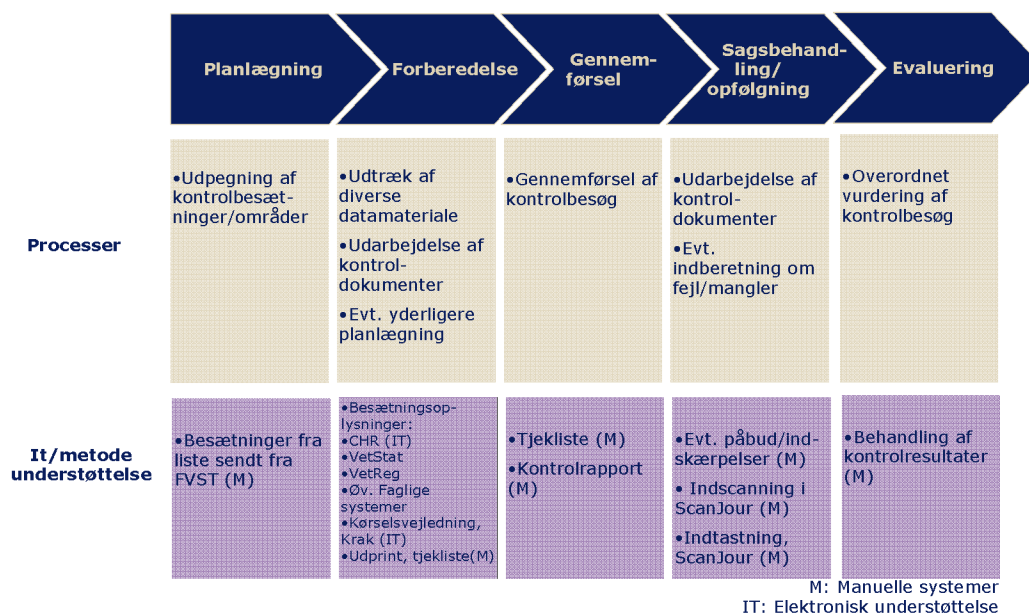 Planlægning
Forberedelse
Gennem-
førsel
Sagsbehand-
ling/
opfølgning
Evaluering
Processer
•Udpegning af
kontrolbesæt-
ninger/områder
•Udtræk af
diverse
datamateriale
•Udarbejdelse af
kontrol-
dokumenter
•Evt. yderligere
planlægning
•Gennemførsel af
kontrolbesøg
•Udarbejdelse af
kontrol-
dokumenter
•Evt.
indberetning om
fejl/mangler
•Overordnet
vurdering af
kontrolbesøg
It/metode
understøttelse
•Besætninger fra
liste sendt fra
FVST (M)
•Besætningsop-
lysninger:
•CHR (IT)
•VetStat
•VetReg
•Øv. Faglige
systemer
•Kørselsvejledning,
Krak (IT)
•Udprint, tjekliste(M)
•Tjekliste (M)
•Kontrolrapport
(M)
•Evt. påbud/ind-
skærpelser (M)
• Indscanning i
ScanJour (M)
•Indtastning,
ScanJour (M)
•Behandling af
kontrolresultater
(M)
M: Manuelle systemer
IT: Elektronisk understøttelse